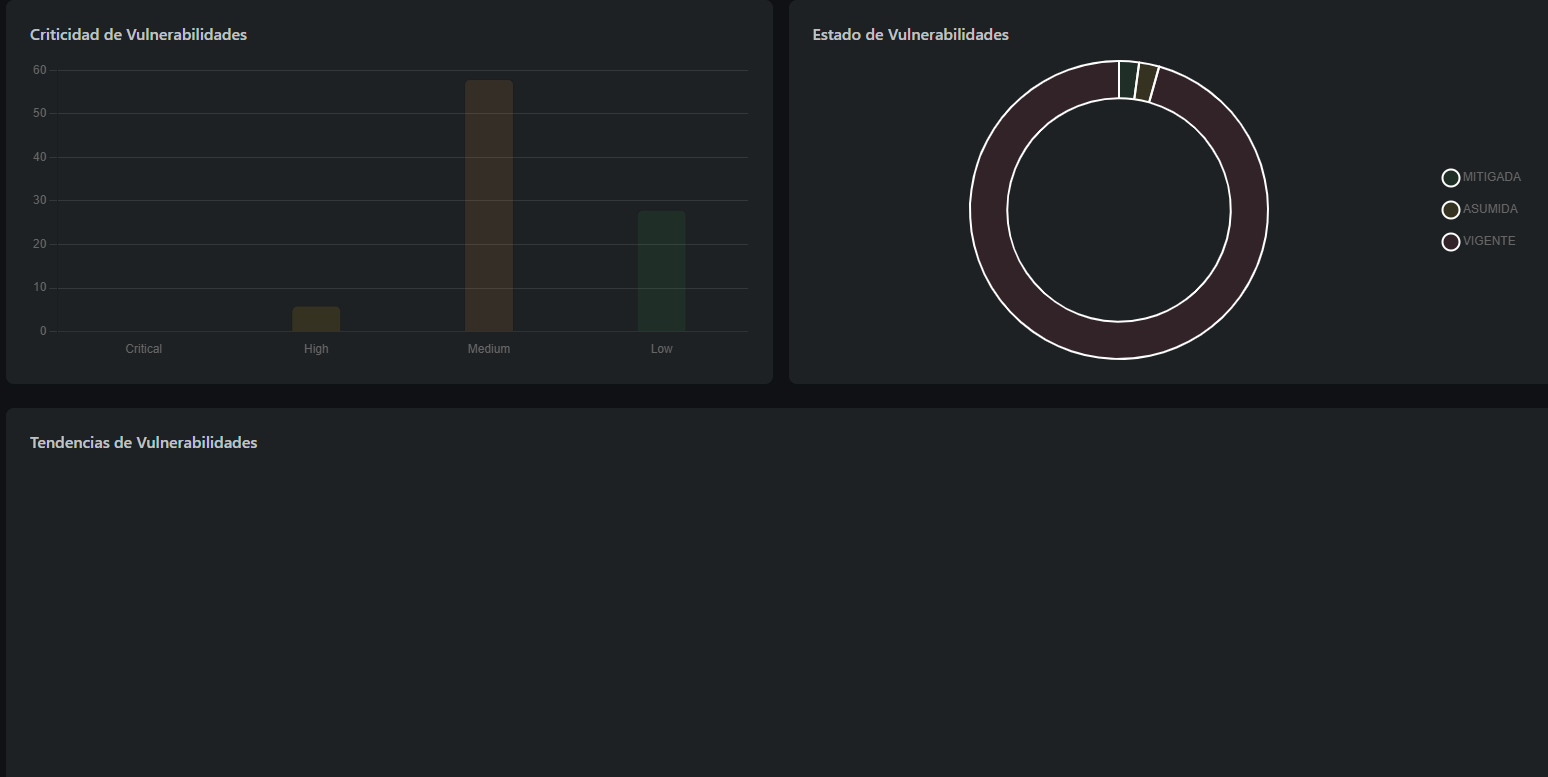 Criticidad de Vulnerabilidades
60
50
40
30
20
10
0
Critical
High
Medium
Low
Estado de Vulnerabilidades
MITIGADA
ASUMIDA
VIGENTE
Tendencias de Vulnerabilidades